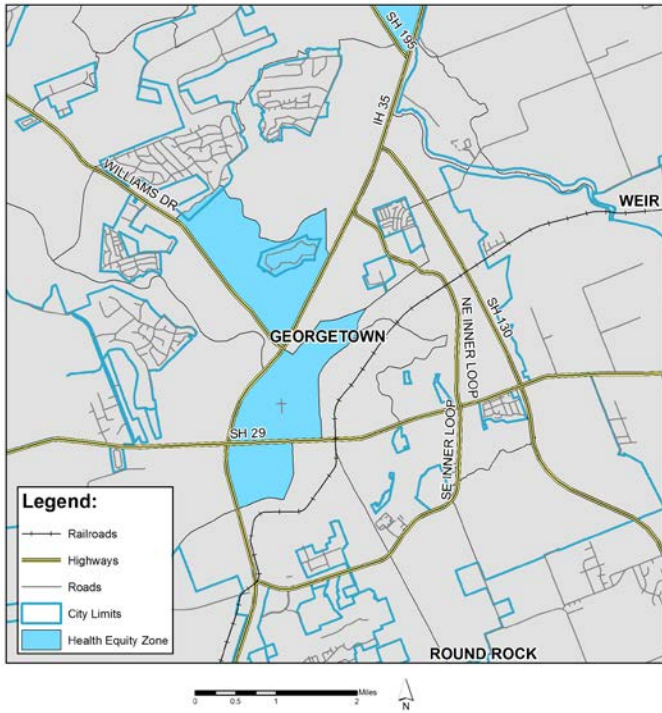 SH 195
IH 35
WILLIAMS DR
WEIR
SH 130
NE INNER LOOP
GEORGETOWN
SH 29
SE INNER LOOP
Legend:
Railroads
Highways
Roads
City Limits
Health Equity Zone
ROUND ROCK
0 0.5 1 2 Miles
N